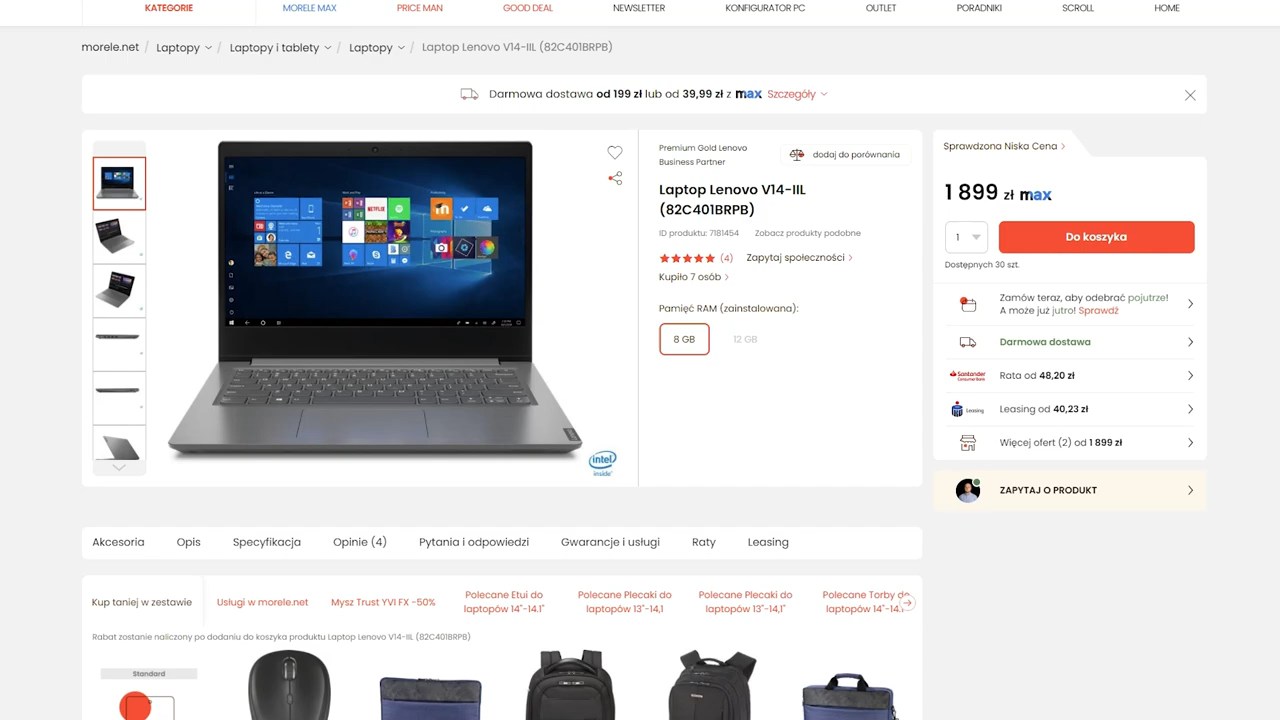 KATEGORIE
MORELE MAX
PRICE MAN
GOOD DEAL
NEWSLETTER
KONFIGURATOR PC
OUTLET
PORADNIKI
SCROLL
HOME
morele.net / Laptopy / Laptopy i tablety / Laptopy / Laptop Lenovo V14-IIL (82C401BRPB)
Darmowa dostawa od 199 zł lub od 39,99 zł z max Szczegóły
Premium Gold Lenovo
Business Partner
dodaj do porównania
Laptop Lenovo V14-IIL
(82C401BRPB)
ID produktu: 7181454
Zobacz produkty podobne
(4)
Zapytaj społeczności
Kupiło 7 osób
Pamięć RAM (zainstalowana):
8 GB
12 GB
NETFLIX
intel
inside
Sprawdzona Niska Cena
1 899 zł max
1
Do koszyka
Dostępnych 30 szt.
Zamów teraz, aby odebrać pojutrze!
A może już jutro! Sprawdź
Darmowa dostawa
Santander
Consumer Bank
Rata od 48,20 zł
Leasing
Leasing od 40,23 zł
Więcej ofert (2) od 1 899 zł
ZAPYTAJ O PRODUKT
Akcesoria
Opis
Specyfikacja
Opinie (4)
Pytania i odpowiedzi
Gwarancje i usługi
Raty
Leasing
Kup taniej w zestawie
Usługi w morele.net
Mysz Trust YVI FX -50%
Polecane Etui do
laptopów 14"-14.1"
Polecane Plecaki do
laptopów 13"-14,1
Polecane Plecaki do
laptopów 13"-14,1"
Polecane Torby do
laptopów 14"-14.1
Rabat zostanie naliczony po dodaniu do koszyka produktu Laptop Lenovo V14-IIL (82C401BRPB)
Standard